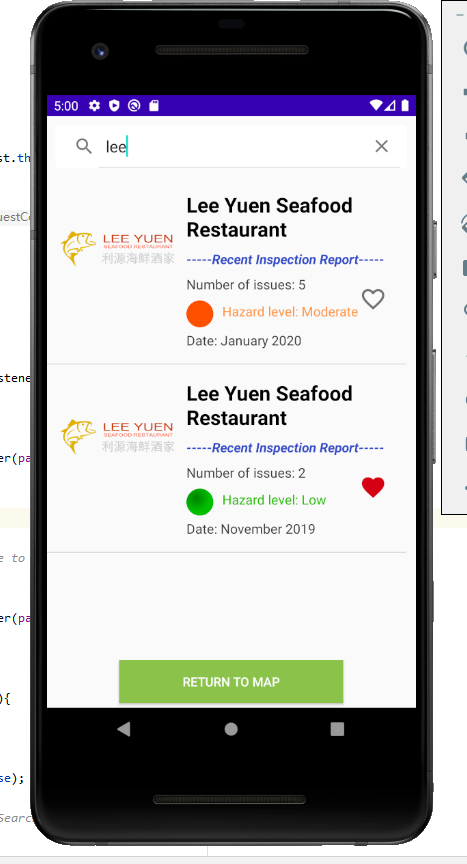 5:00
lee
Lee Yuen Seafood
Restaurant
LEE YUEN
SEAFOOD RESTAURANT
利源海鮮酒家
-----Recent Inspection Report-----
Number of issues: 5
Hazard level: Moderate
Date: January 2020
Lee Yuen Seafood
Restaurant
LEE YUEN
SEAFOOD RESTAURANT
利源海鮮酒家
-----Recent Inspection Report-----
Number of issues: 2
Hazard level: Low
Date: November 2019
RETURN TO MAP
st.th
uestCo
stene
er(pa
e to
er(pa
){
se);
Searc